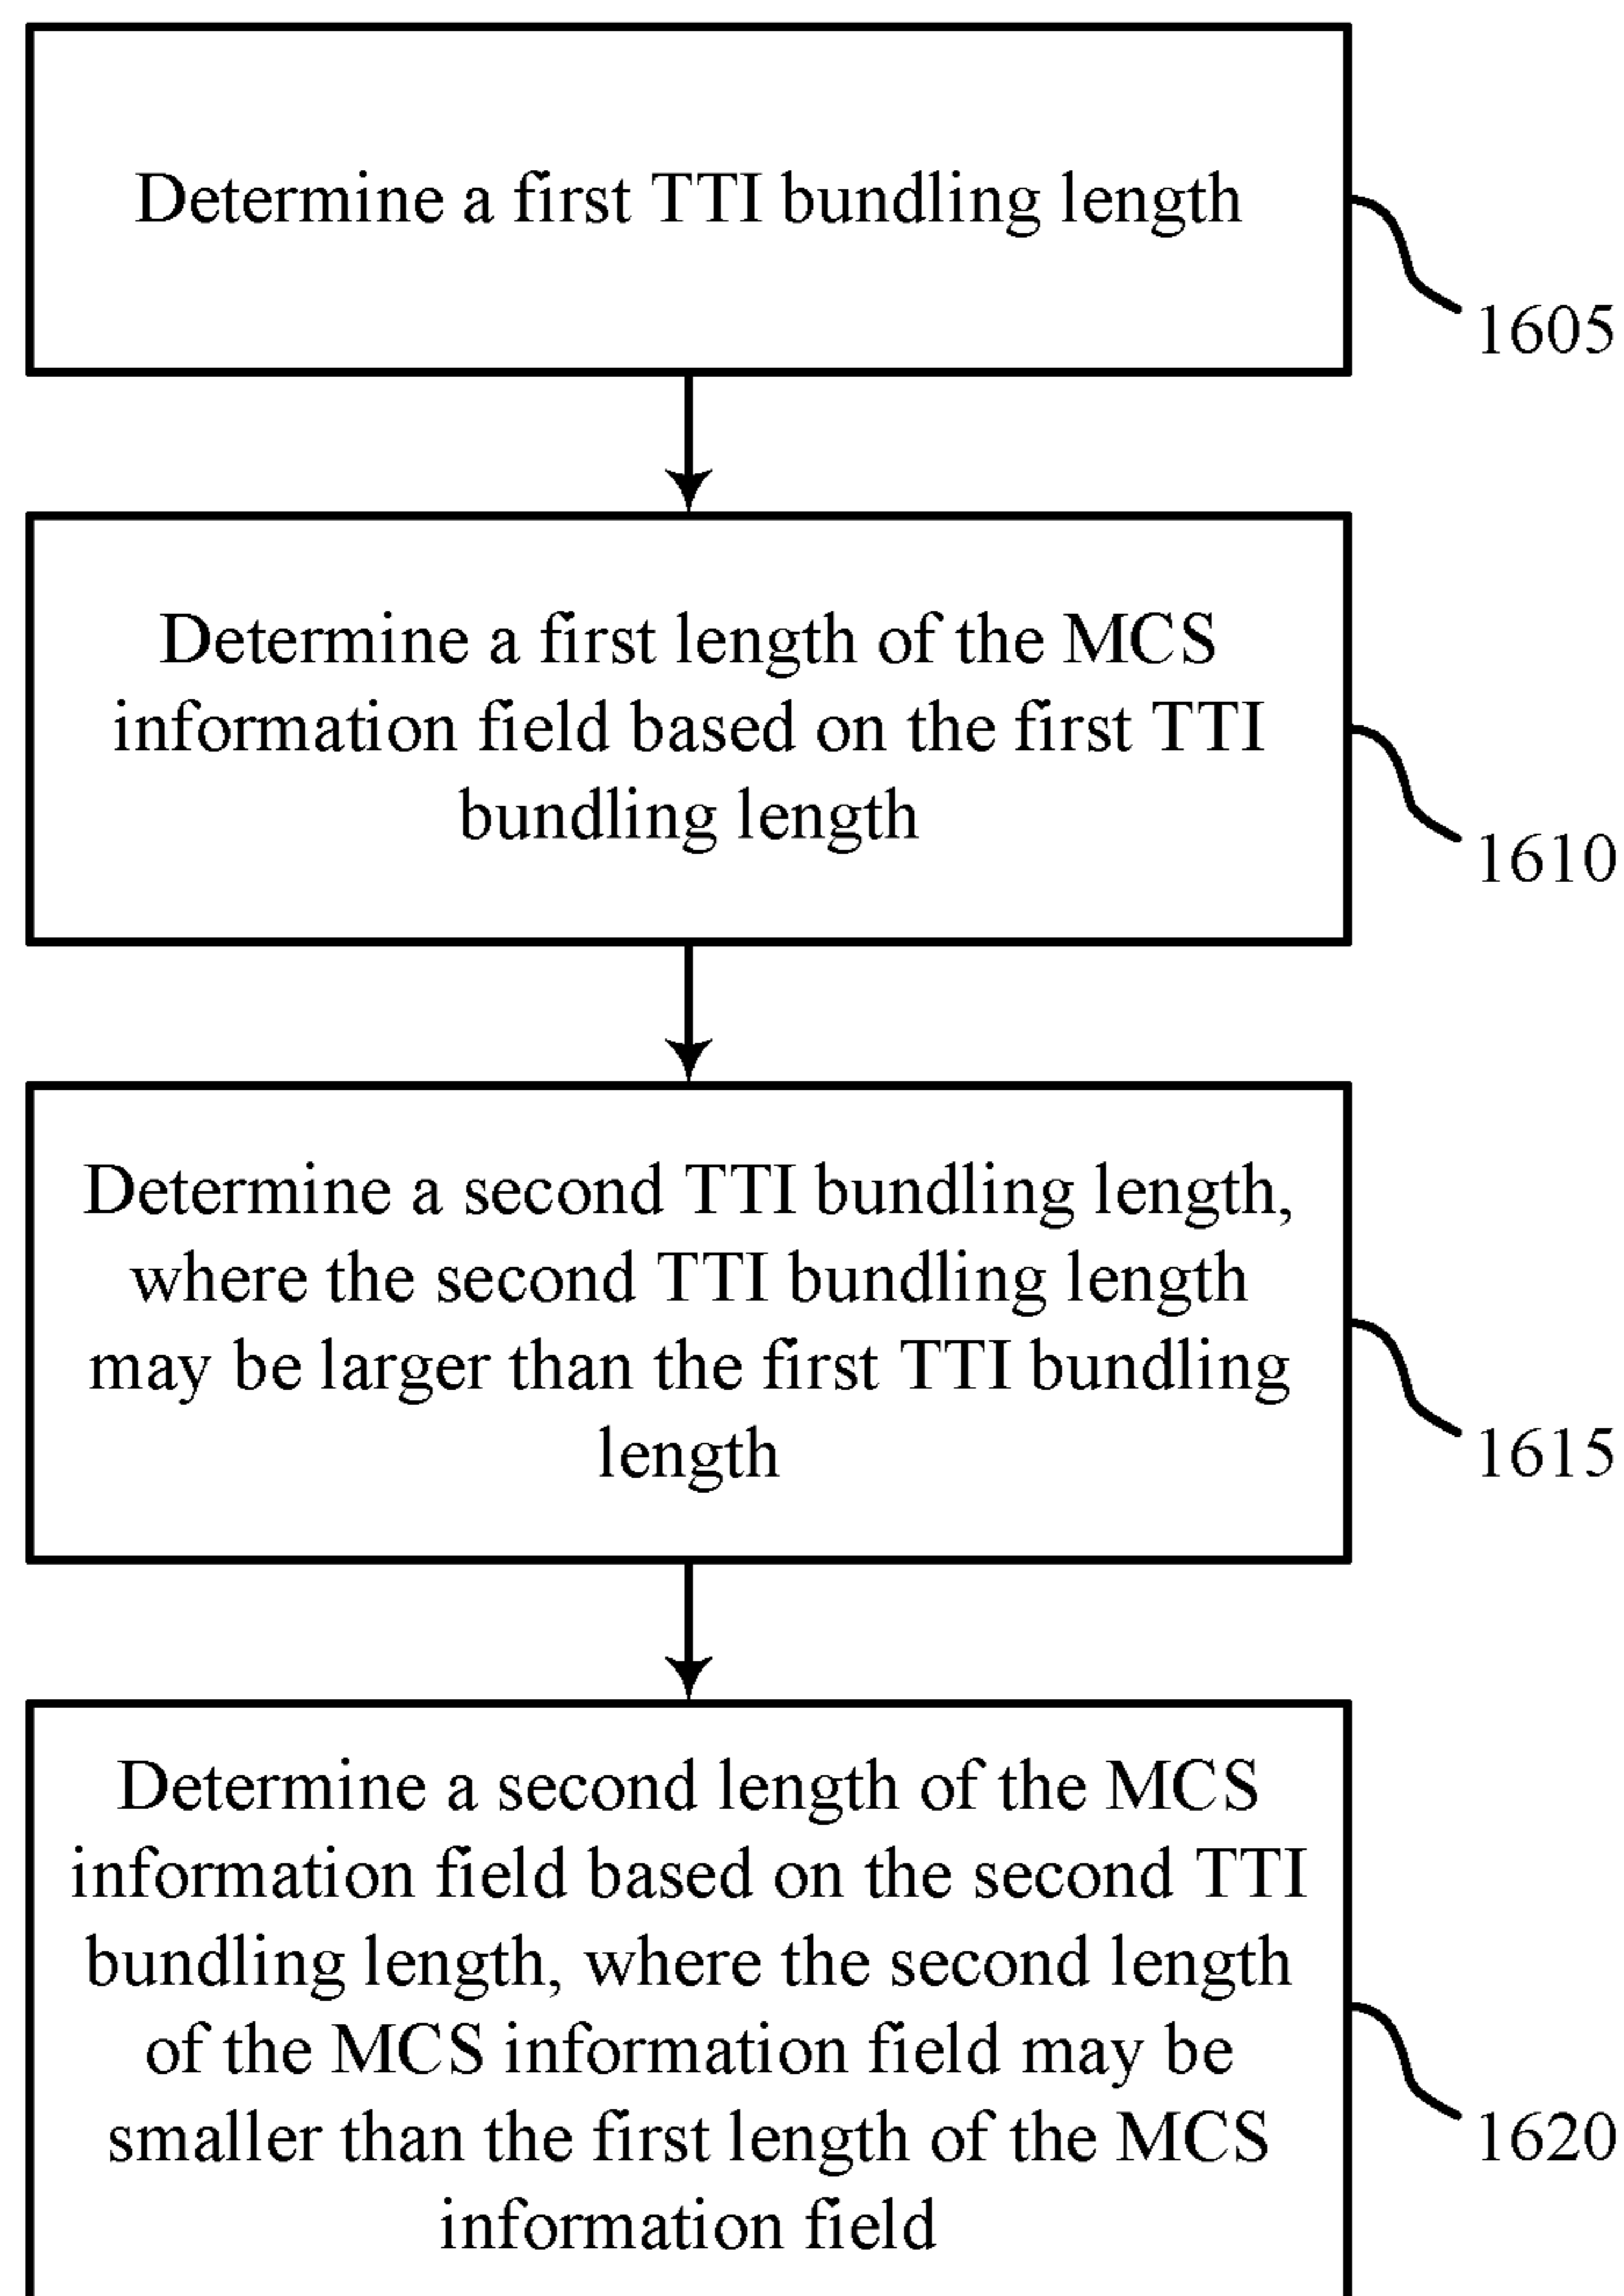 Determine a first TTI bundling length
1605
Determine a first length of the MCS
information field based on the first TTI
bundling length
1610
Determine a second TTI bundling length,
where the second TTI bundling length
may be larger than the first TTI bundling
length
1615
Determine a second length of the MCS
information field based on the second TTI
bundling length, where the second length
of the MCS information field may be
smaller than the first length of the MCS
information field
1620